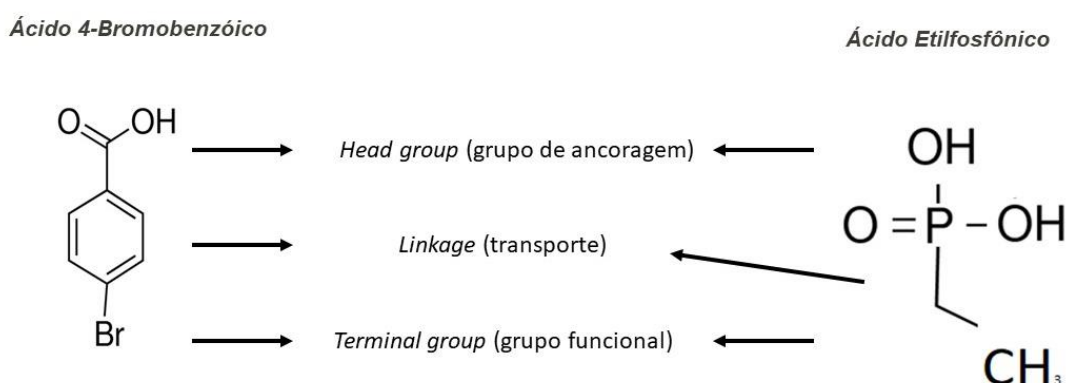 Ácido 4-Bromobenzóico
Ácido Etilfosfônico
O
OH
Head group (grupo de ancoragem)
OH
O = P – OH
Linkage (transporte)
Br
Terminal group (grupo funcional)
CH₃